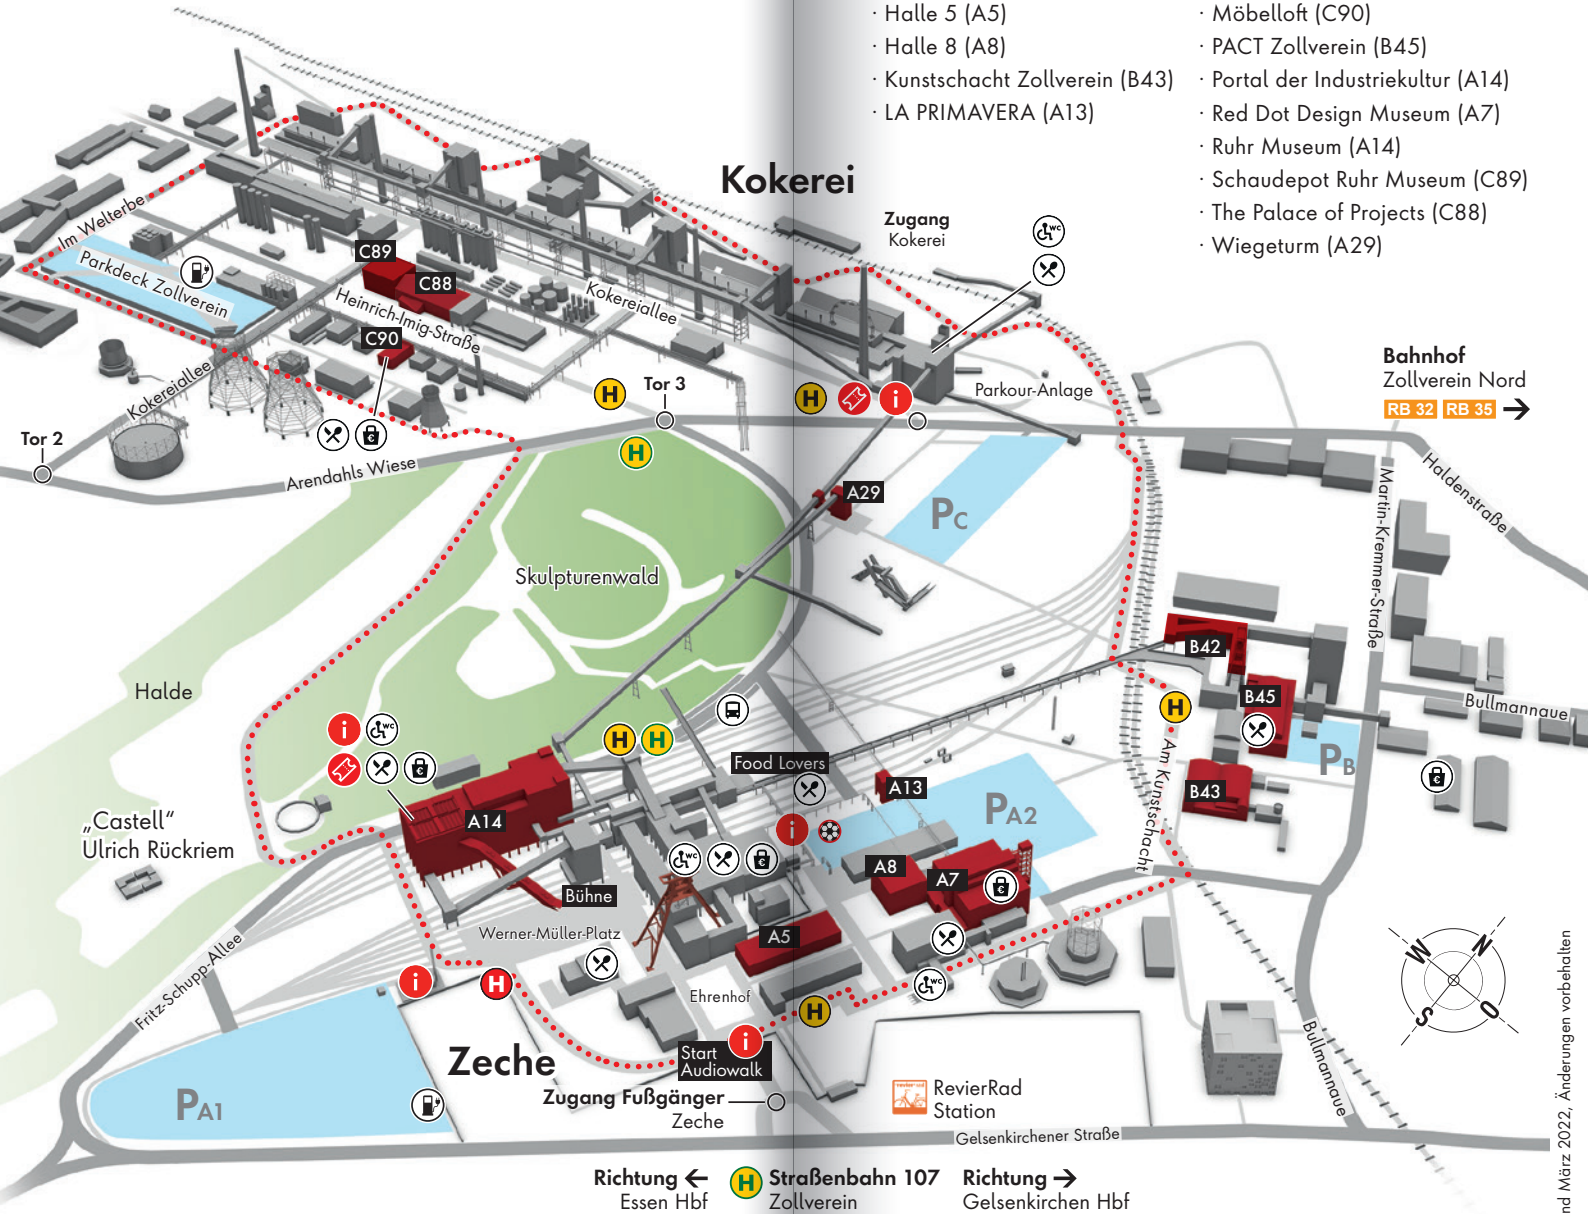 · Halle 5 (A5)
· Halle 8 (A8)
· Kunstschacht Zollverein (B43)
· LA PRIMAVERA (A13)
· Möbelloft (C90)
· PACT Zollverein (B45)
· Portal der Industriekultur (A14)
· Red Dot Design Museum (A7)
· Ruhr Museum (A14)
· Schaudepot Ruhr Museum (C89)
· The Palace of Projects (C88)
· Wiegeturm (A29)
Kokerei
Zugang
Kokerei
WC
Im Welterbe
Parkdeck Zollverein
C89
C88
Heinrich-Imig-Straße
Kokereiallee
C90
Kokereiallee
Tor 2
Arendahls Wiese
H
Tor 3
H
H
i
Parkour-Anlage
Bahnhof
Zollverein Nord
RB 32 RB 35 →
Haldenstraße
Martin-Kremmer-Straße
A29
PC
Skulpturenwald
Halde
B42
B45
H
Bullmannaue
PB
B43
Am Kunstschacht
i
WC
H
H
Food Lovers
A13
PA2
A14
i
„Castell“
Ulrich Rückriem
WC
A8
A7
Bühne
Werner-Müller-Platz
A5
Fritz-Schupp-Allee
i
H
Ehrenhof
WC
H
i
Start
Audiowalk
Zeche
Zugang Fußgänger
Zeche
PA1
RevierRad
Station
Gelsenkirchener Straße
Bullmannaue
W
N
S
O
Richtung ←
Essen Hbf
H
Straßenbahn 107
Zollverein
Richtung →
Gelsenkirchen Hbf
nd März 2022, Änderungen vorbehalten